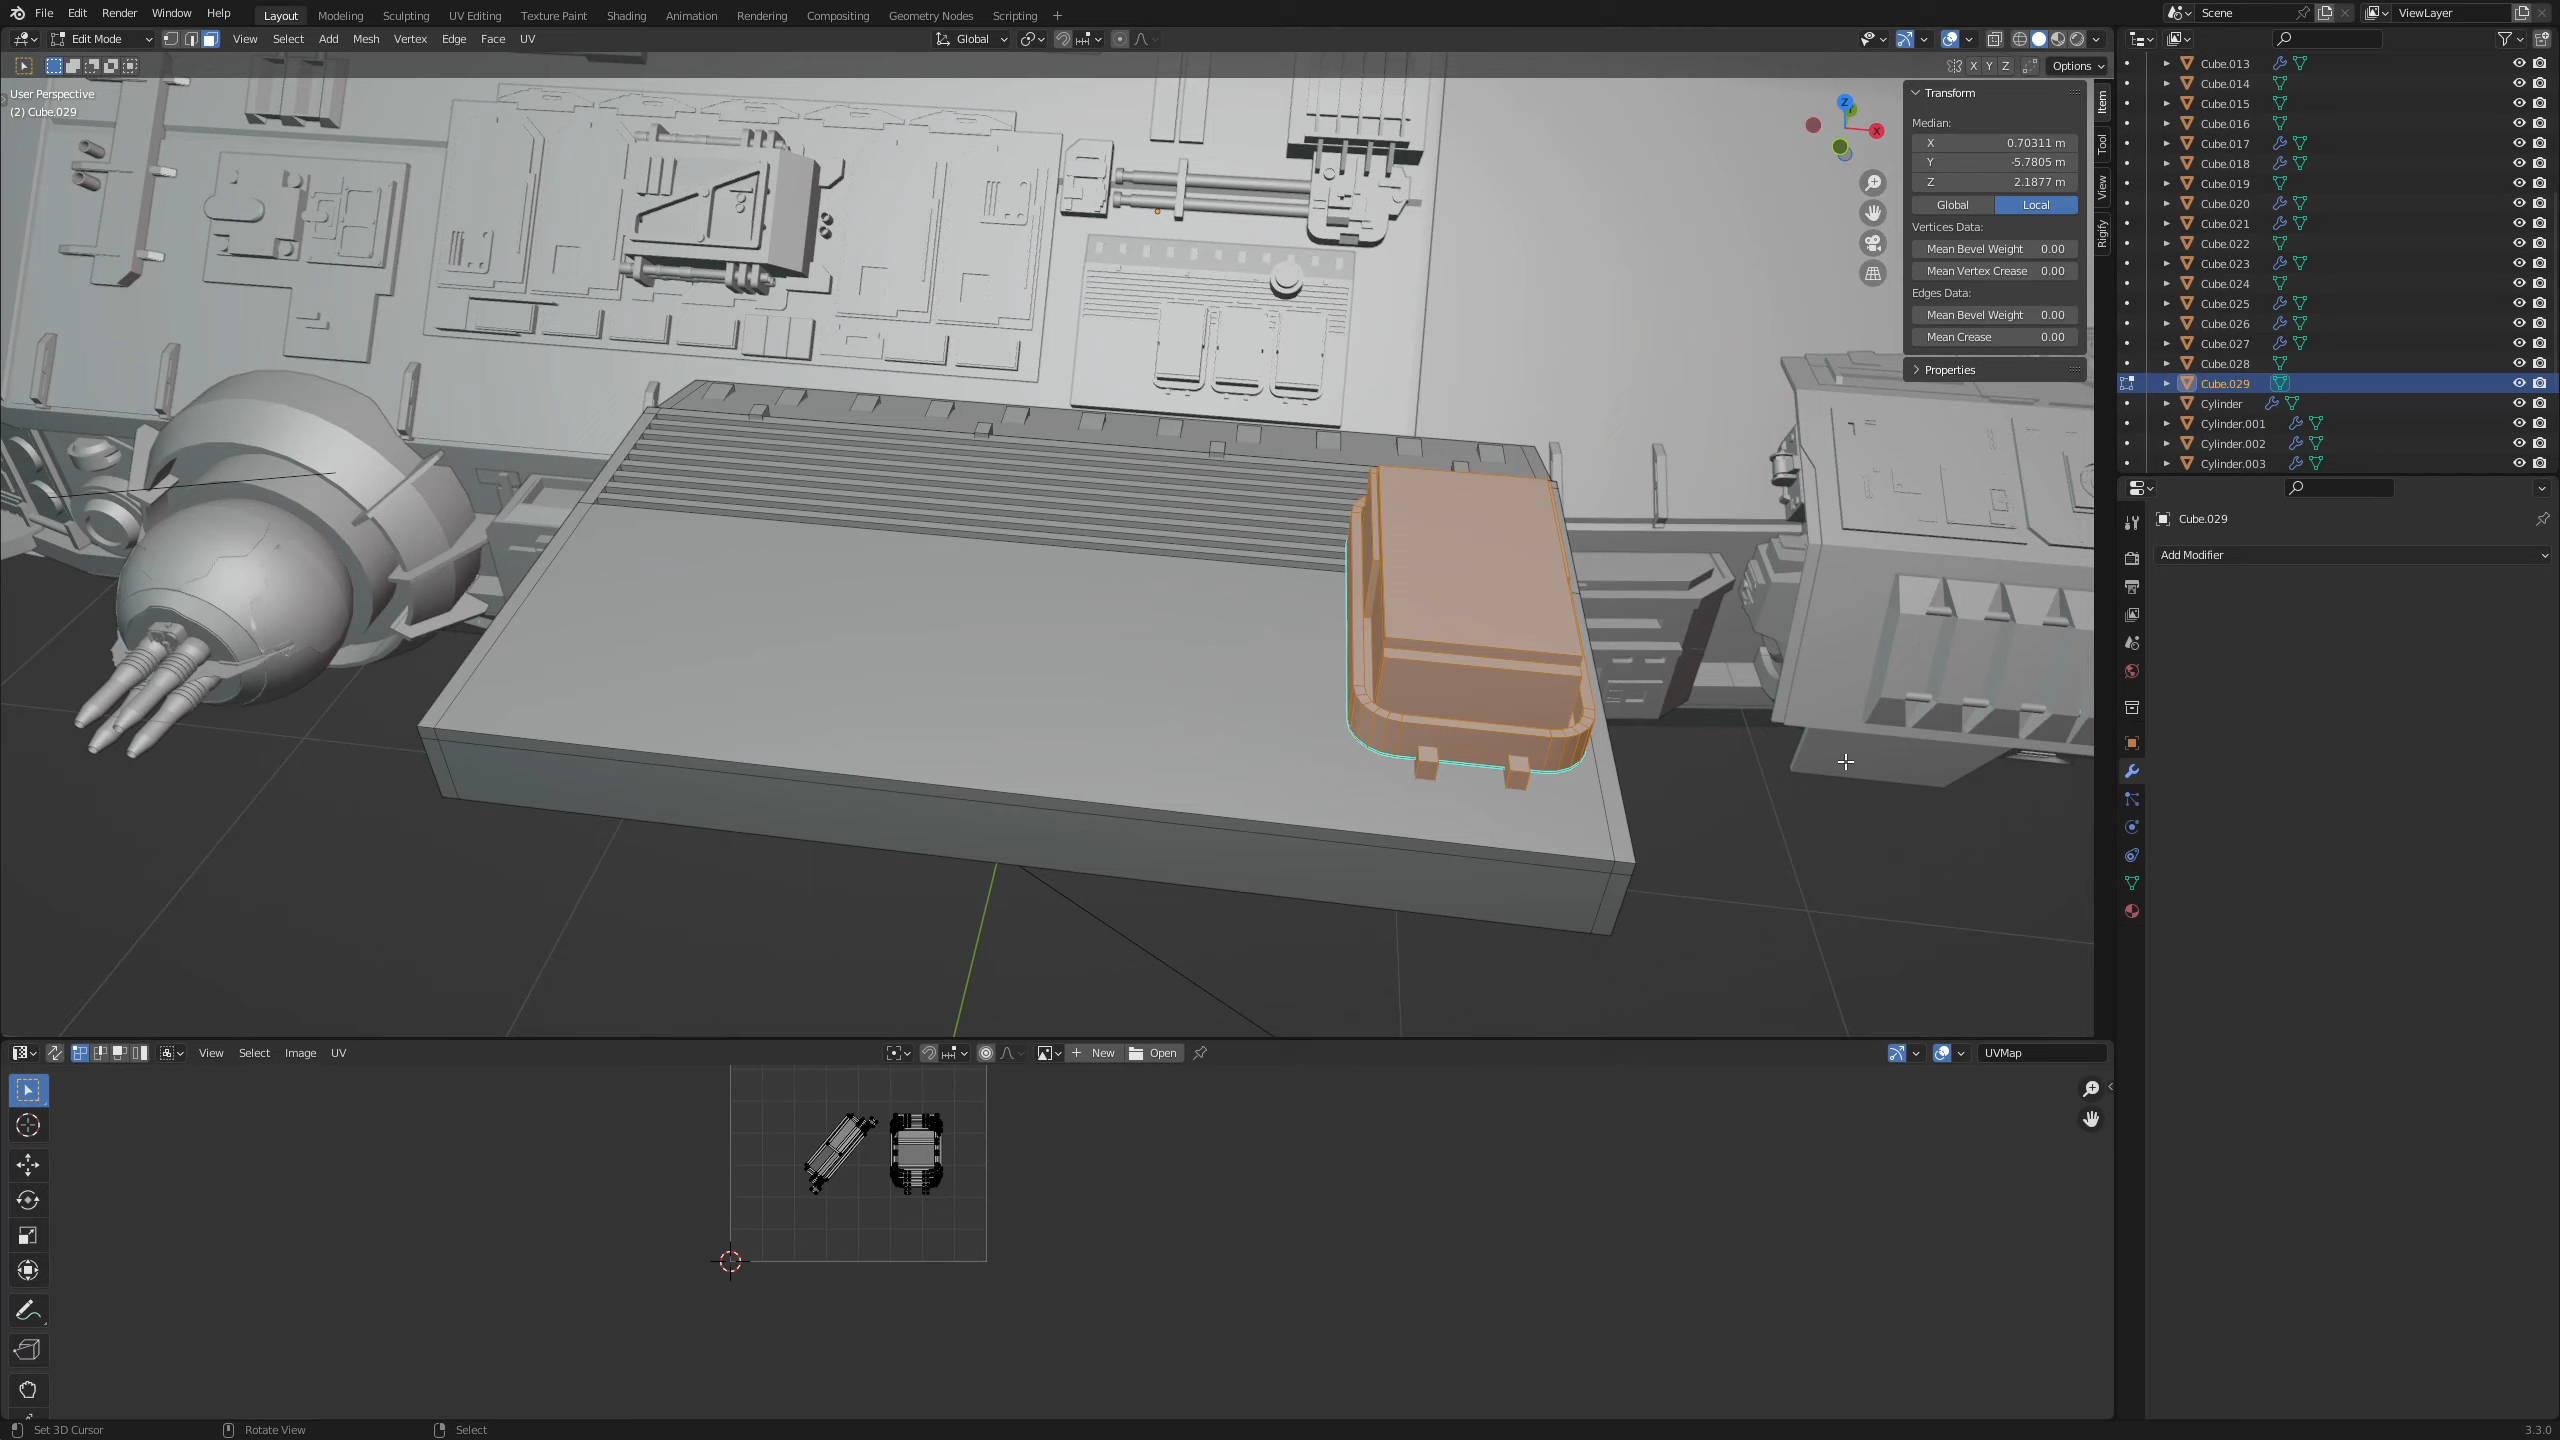 File Edit Render Window Help Layout Modeling Sculpting UV Editing Texture Paint Shading Animation Rendering Compositing Geometry Nodes Scripting + Scene ViewLayer
Edit Mode View Select Add Mesh Vertex Edge Face UV Global
X Y Z Options
User Perspective
(2) Cube.029
Z
X
Transform
Median:
X 0.70311 m
Y -5.7805 m
Z 2.1877 m
Global Local
Vertices Data:
Mean Bevel Weight 0.00
Mean Vertex Crease 0.00
Edges Data:
Mean Bevel Weight 0.00
Mean Crease 0.00
Properties
Item
Tool
View
Rigify
Cube.013
Cube.014
Cube.015
Cube.016
Cube.017
Cube.018
Cube.019
Cube.020
Cube.021
Cube.022
Cube.023
Cube.024
Cube.025
Cube.026
Cube.027
Cube.028
Cube.029
Cylinder
Cylinder.001
Cylinder.002
Cylinder.003
Cube.029
Add Modifier
View Select Image UV New Open UVMap
Set 3D Cursor Rotate View Select 3.3.0